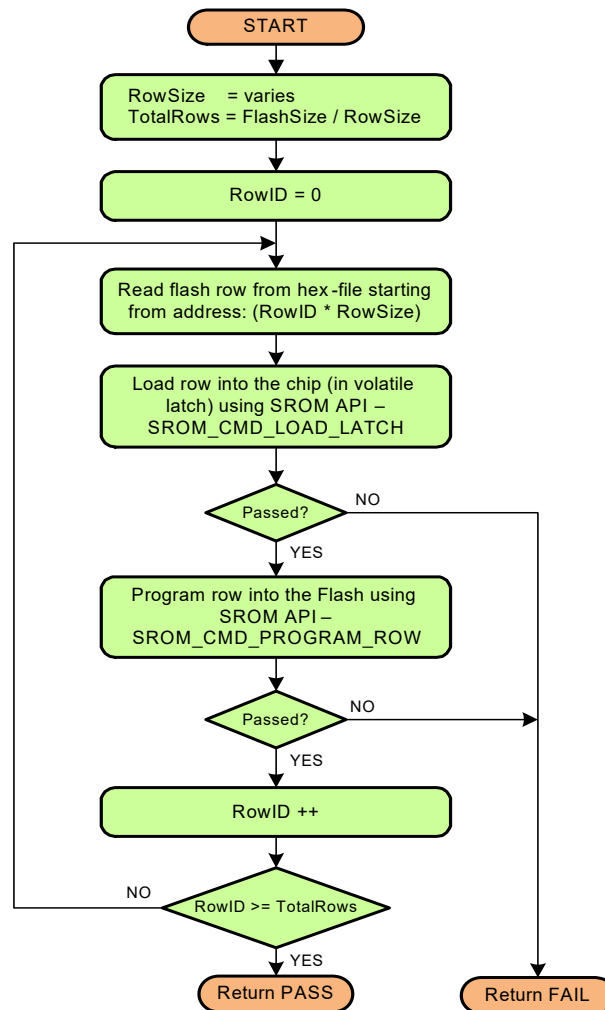 START
RowSize = varies
TotalRows = FlashSize / RowSize
RowID = 0
Read flash row from hex-file starting
from address: (RowID * RowSize)
Load row into the chip (in volatile
latch) using SROM API –
SROM_CMD_LOAD_LATCH
Passed?
NO
YES
Program row into the Flash using
SROM API –
SROM_CMD_PROGRAM_ROW
Passed?
NO
YES
RowID ++
NO
RowID >= TotalRows
YES
Return PASS
Return FAIL